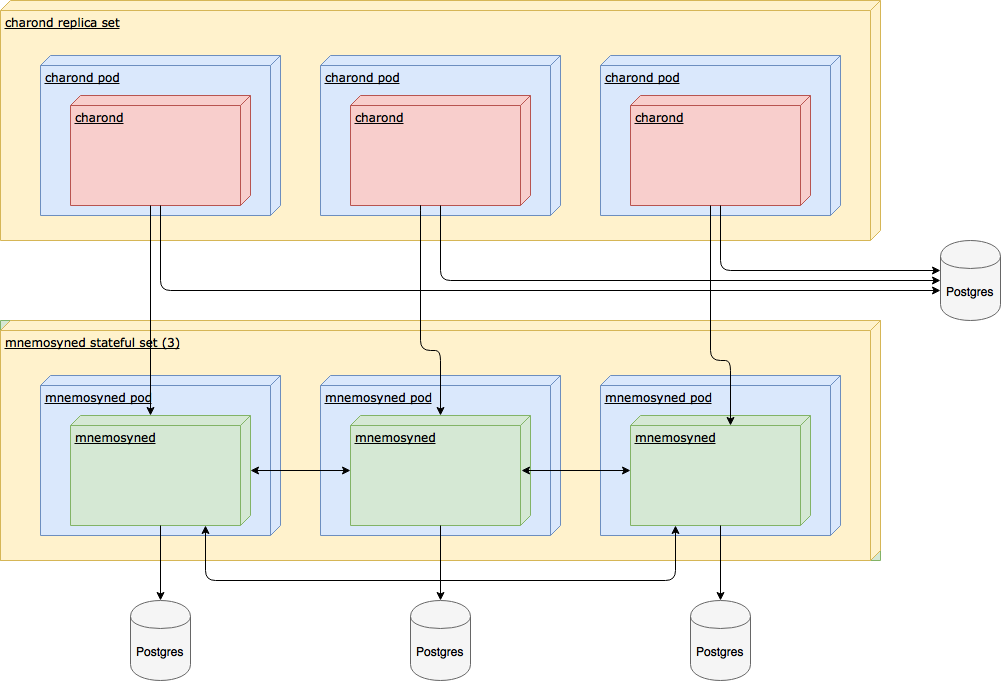 charond replica set
charond pod
charond pod
charond pod
charond
charond
charond
Postgres
mnemosyned stateful set (3)
mnemosyned pod
mnemosyned pod
mnemosyned pod
mnemosyned
mnemosyned
mnemosyned
Postgres
Postgres
Postgres